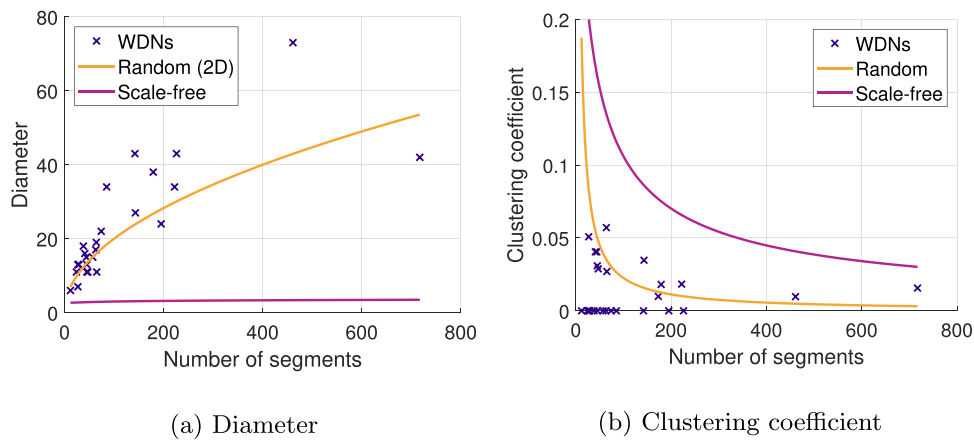 80
60
40
20
0
0
200
400
600
800
Diameter
Number of segments
WDNs
Random (2D)
Scale-free
(a) Diameter
0.2
0.15
0.1
0.05
0
0
200
400
600
800
Clustering coefficient
Number of segments
WDNs
Random
Scale-free
(b) Clustering coefficient